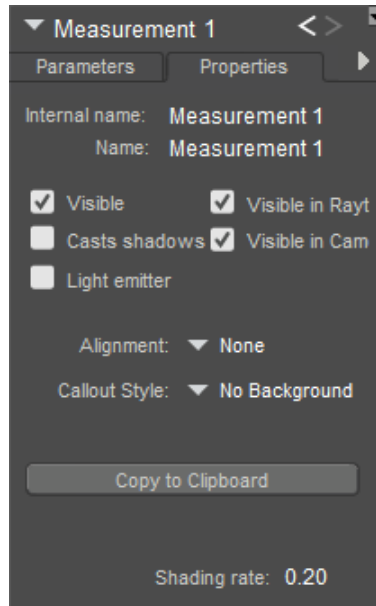 Measurement 1
Parameters Properties
Internal name: Measurement 1
Name: Measurement 1
Visible Visible in Rayt
Casts shadows Visible in Cam
Light emitter
Alignment: None
Callout Style: No Background
Copy to Clipboard
Shading rate: 0.20